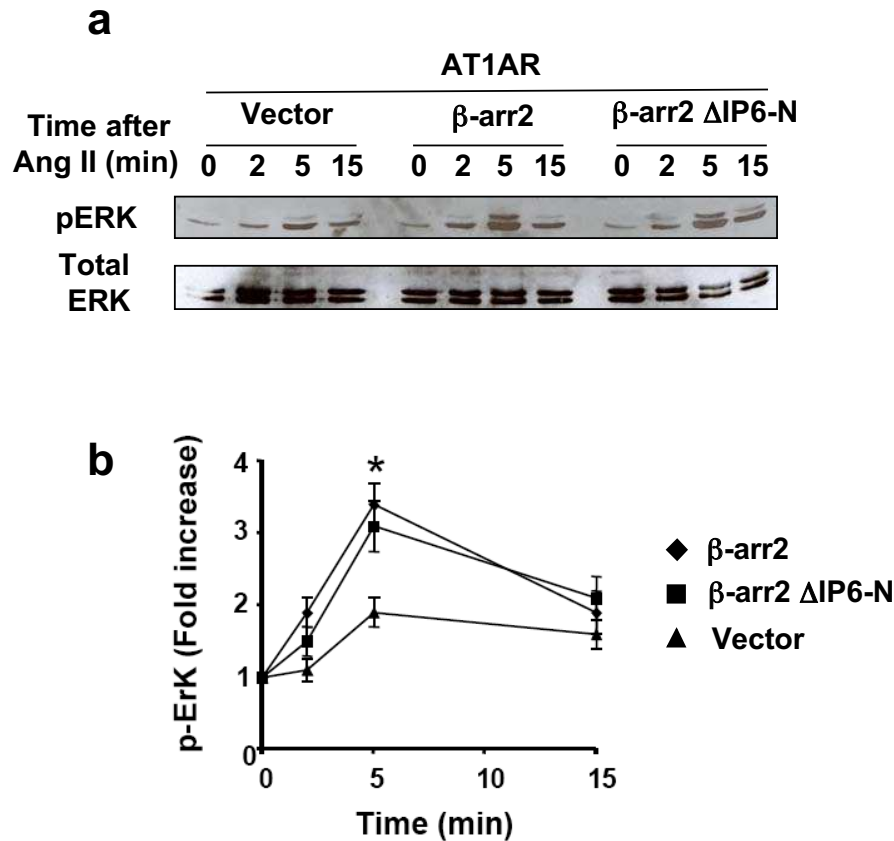 a
AT1AR
Vector β-arr2 β-arr2 ΔIP6-N
Time after
Ang II (min) 0 2 5 15 0 2 5 15 0 2 5 15
pERK
Total
ERK
b
p-ErK (Fold increase)
4
3
2
1
0
*
0 5 10 15
Time (min)
β-arr2
β-arr2 ΔIP6-N
Vector